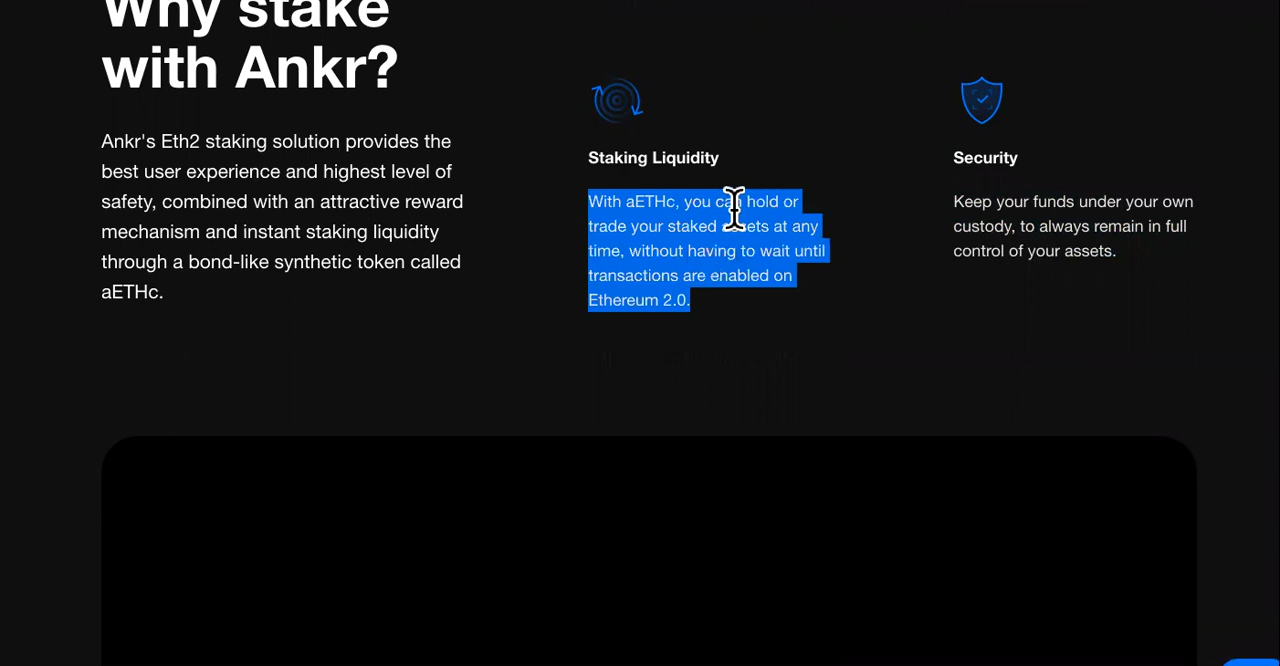 Why stake
with Ankr?
Ankr's Eth2 staking solution provides the
best user experience and highest level of
safety, combined with an attractive reward
mechanism and instant staking liquidity
through a bond-like synthetic token called
aETHc.
Staking Liquidity
With aETHc, you can hold or
trade your staked assets at any
time, without having to wait until
transactions are enabled on
Ethereum 2.0.
Security
Keep your funds under your own
custody, to always remain in full
control of your assets.